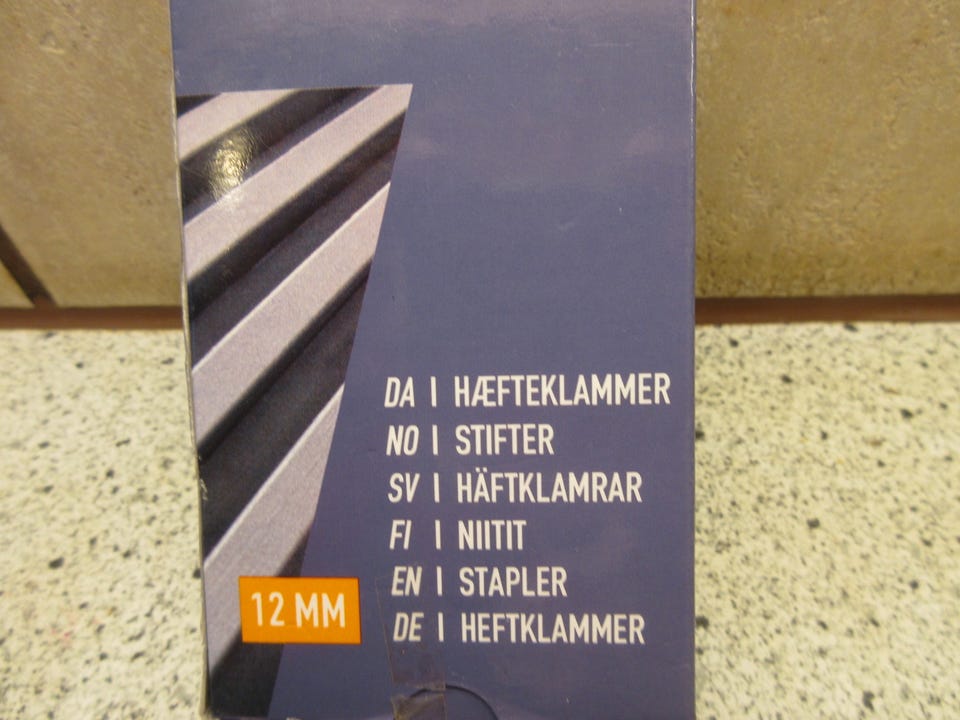 DA | HÆFTEKLAMMER
NO | STIFTER
SV | HÄFTKLAMRAR
FI | NIITIT
EN | STAPLER
DE | HEFTKLAMMER
12 MM